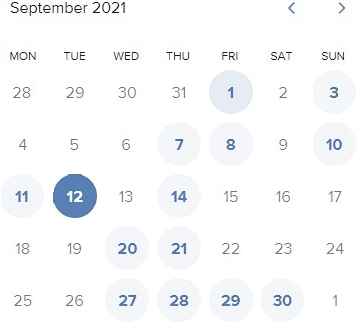 September 2021
MON TUE WED THU FRI SAT SUN
28 29 30 31 1 2 3
4 5 6 7 8 9 10
11 12 13 14 15 16 17
18 19 20 21 22 23 24
25 26 27 28 29 30 1